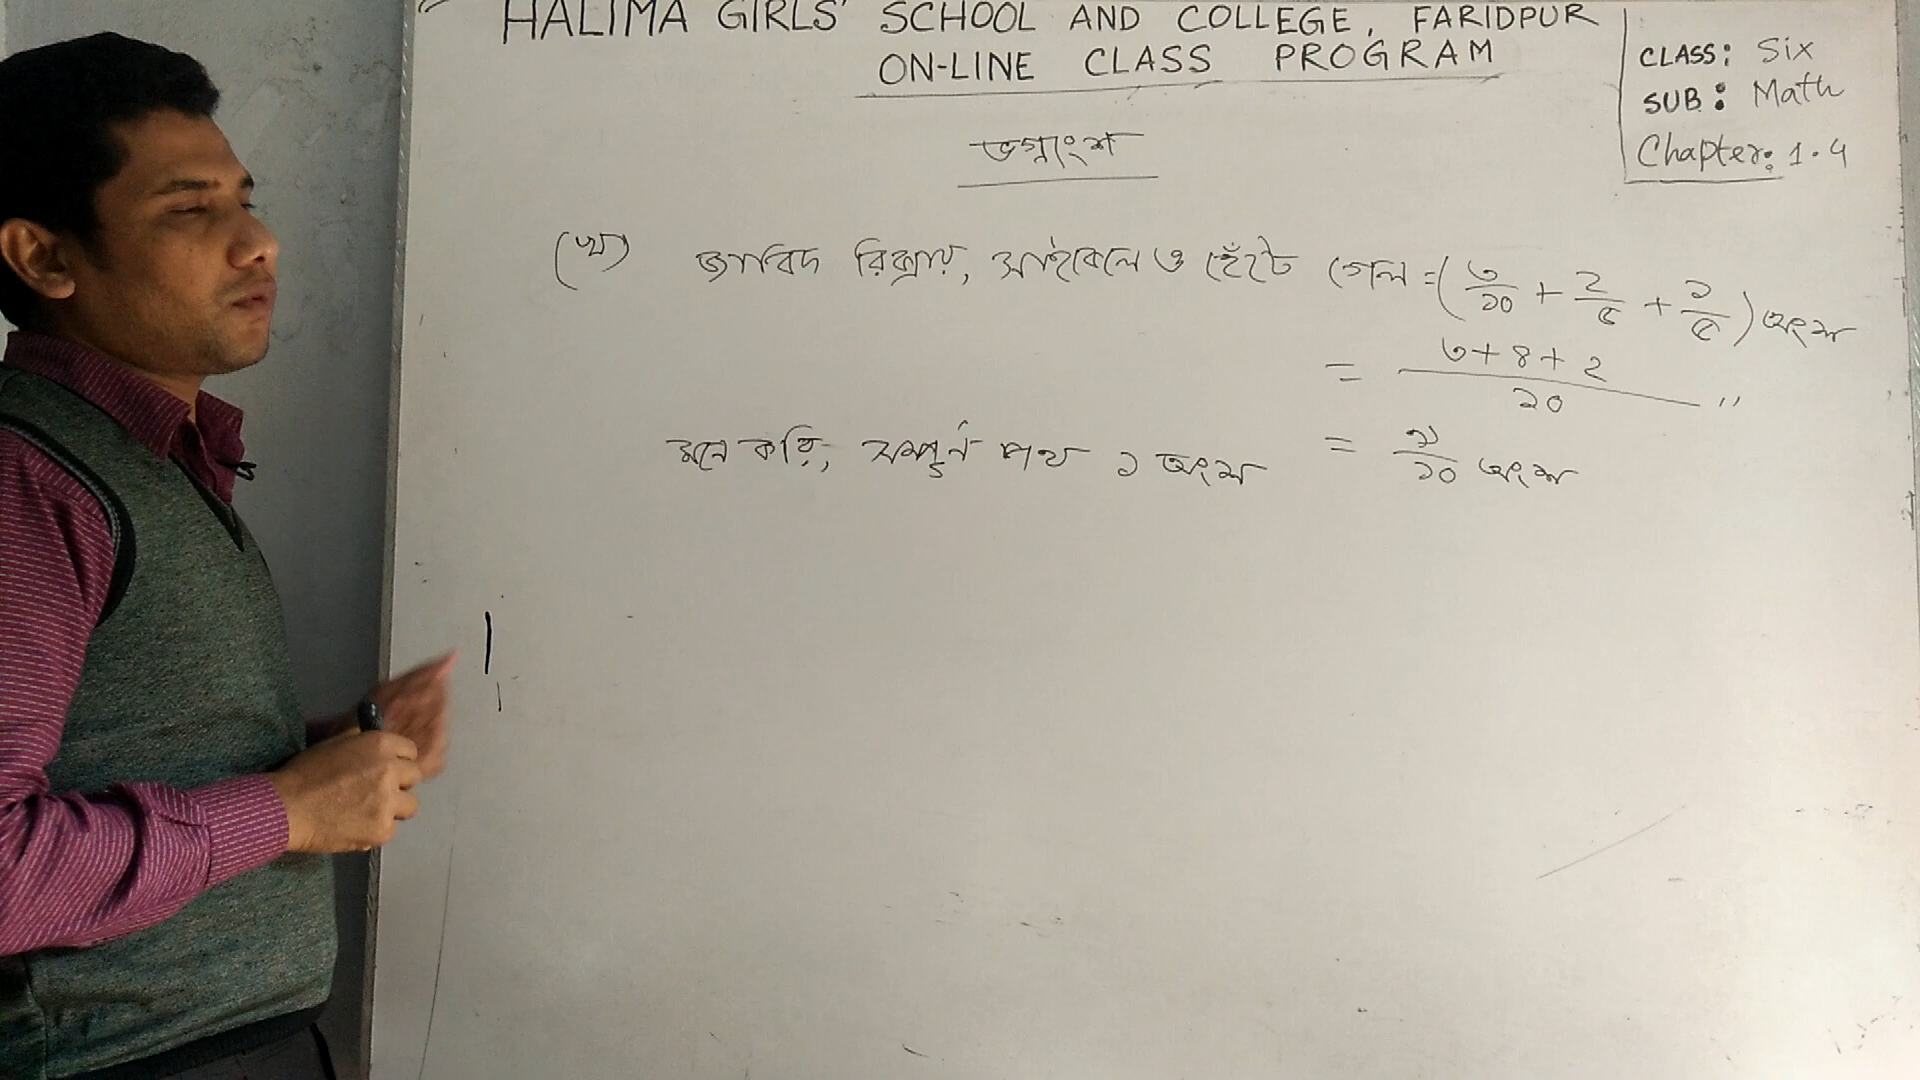 HALIMA GIRLS' SCHOOL AND COLLEGE, FARIDPUR
ON-LINE CLASS PROGRAM
CLASS: Six
SUB: Math
Chapter: 1.4
ভগ্নাংশ
(খ) জাবিদ রিক্সায়, সাইকেলে ও হেঁটে গেল = (৩/১০ + ২/৫ + ১/৫) অংশ
= ৩+৪+২/১০ "
মনে করি, সম্পূর্ণ পথ ১ অংশ = ৯/১০ অংশ